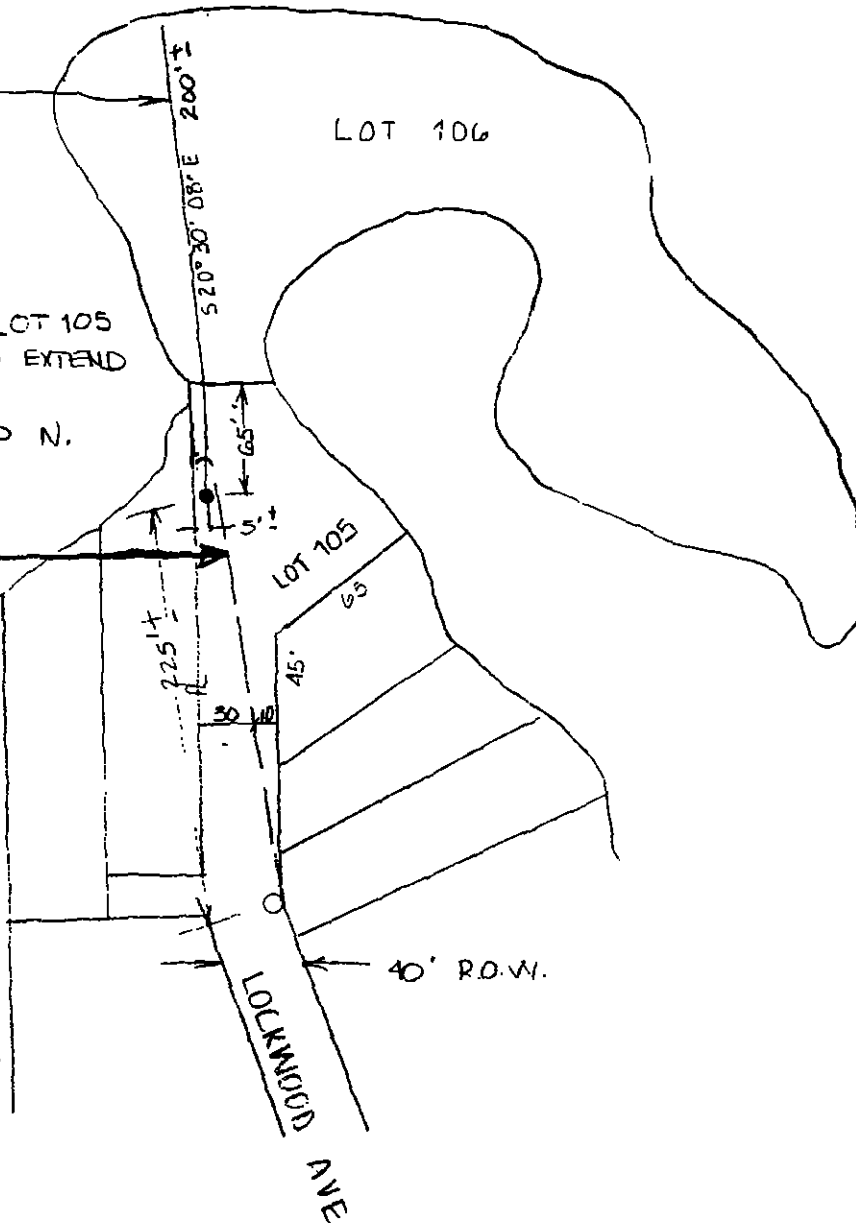 200'±
S20°30'08"E
LOT 106
LOT 105
EXTEND
N.
65'
5'±
LOT 105
65
45'
225'±
PL
30
10
40' R.O.W.
LOCKWOOD AVE